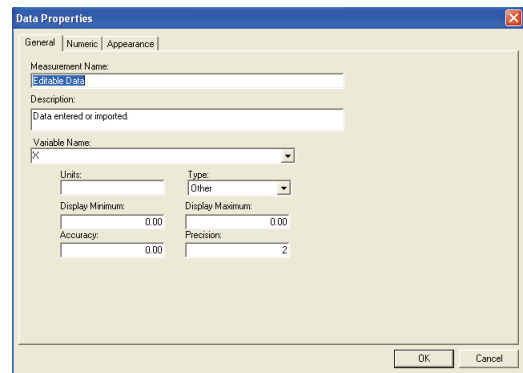 Data Properties
General Numeric Appearance
Measurement Name:
Editable Data
Description:
Data entered or imported.
Variable Name:
X
Units: Type:
Other
Display Minimum: Display Maximum:
0.00 0.00
Accuracy: Precision:
0.00 2
OK Cancel